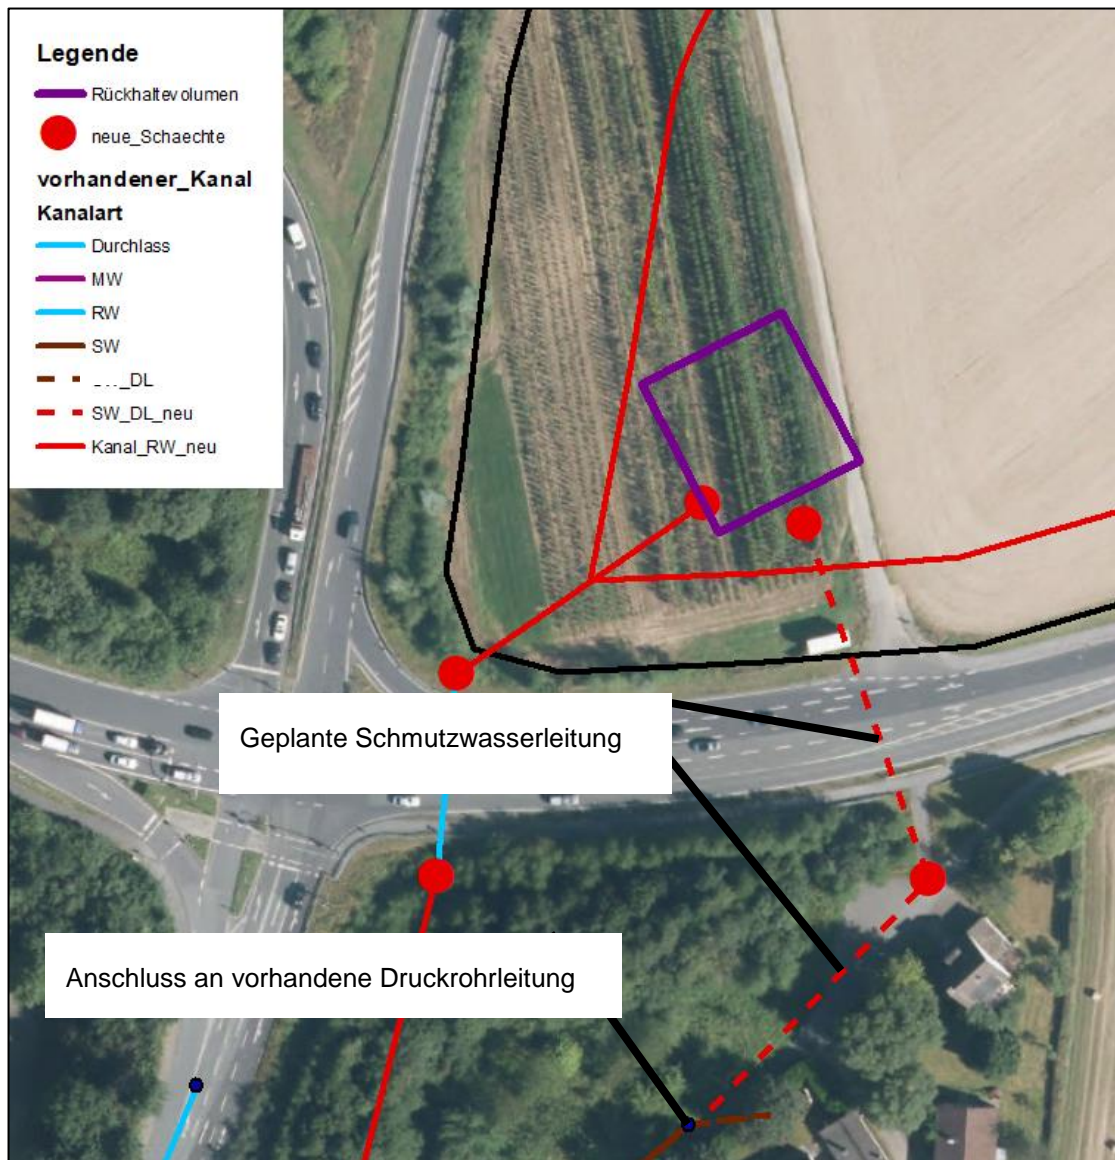 Legende
Rückhaltevolumen
neue_Schaechte
vorhandener_Kanal
Kanalart
Durchlass
MW
RW
SW
_DL
SW_DL_neu
Kanal_RW_neu
Geplante Schmutzwasserleitung
Anschluss an vorhandene Druckrohrleitung